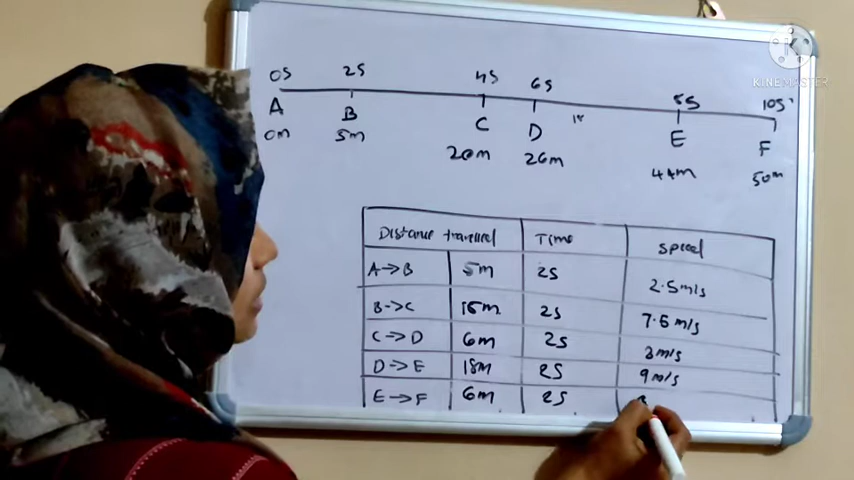 0s 2s 4s 6s 8s 10s
A B C D E F
0m 5m 20m 26m 44m 50m
KINEMASTER
Distance travelled Time speed
A→B 5m 2s 2.5m/s
B→C 15m 2s 7.5m/s
C→D 6m 2s 3m/s
D→E 18m 2s 9m/s
E→F 6m 2s